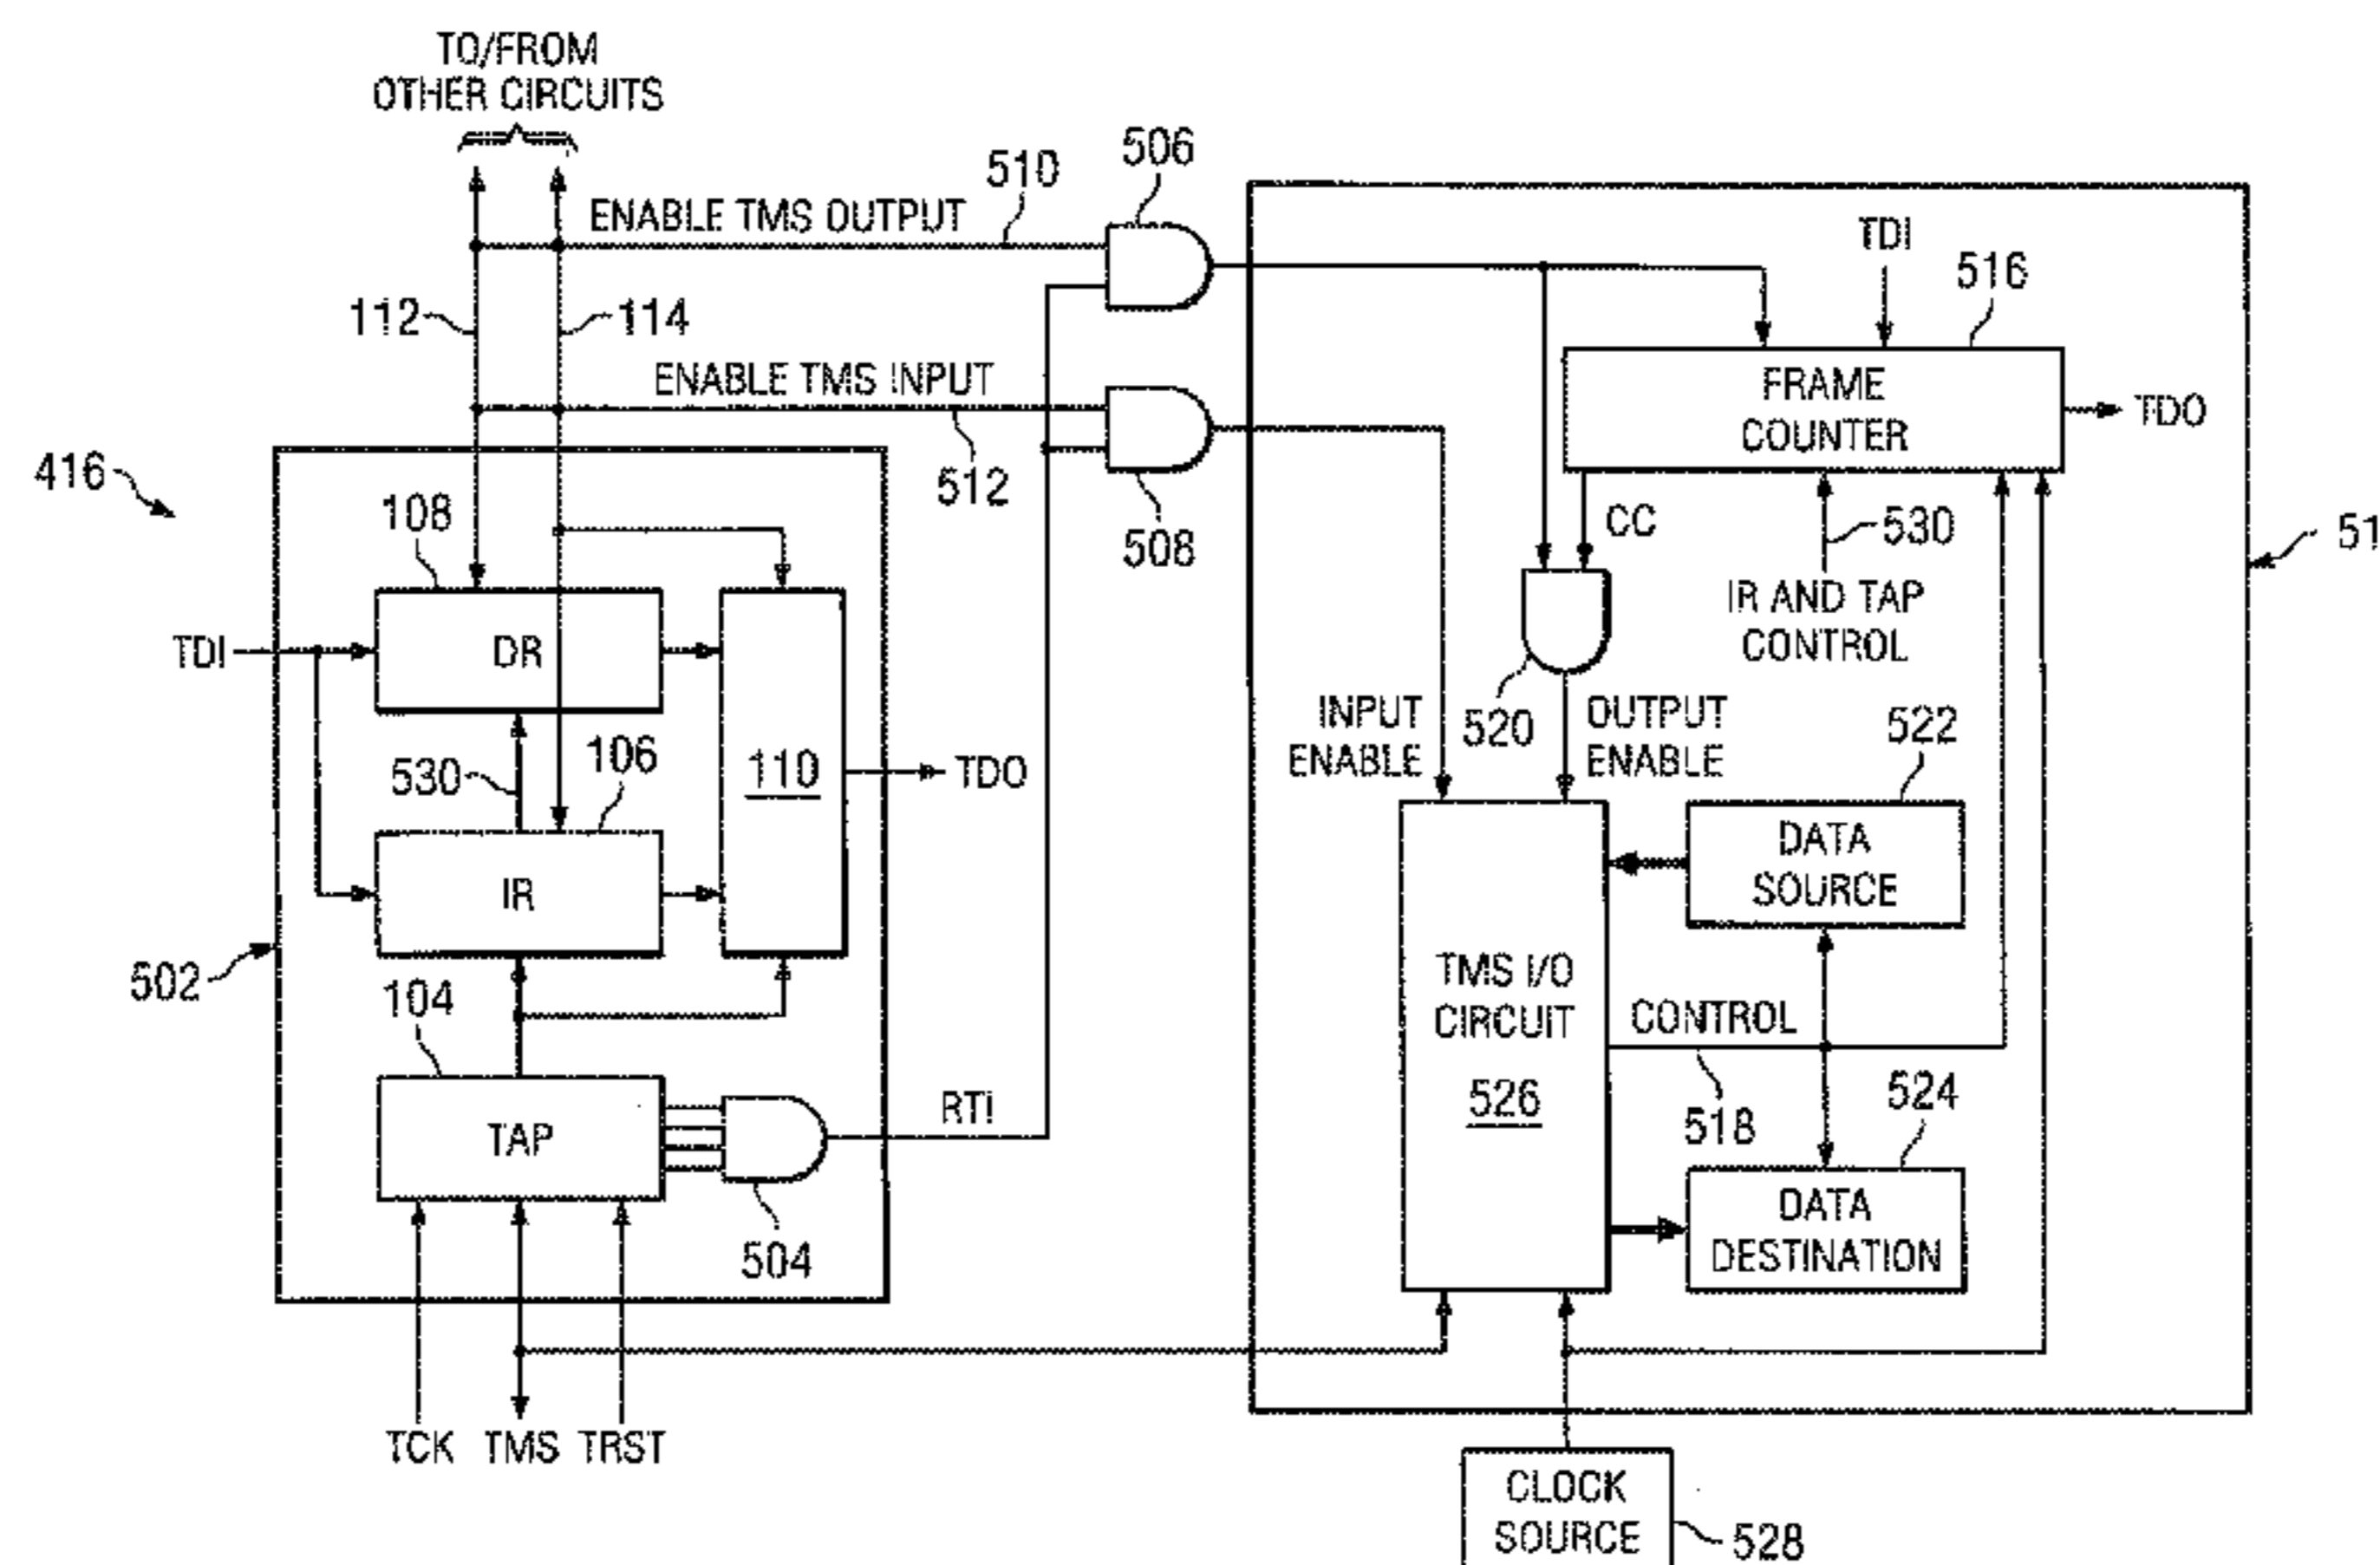 TO/FROM
OTHER CIRCUITS
506
510
ENABLE TMS OUTPUT
TDI
516
112
114
FRAME
COUNTER
TDO
ENABLE TMS INPUT
416
512
508
CC
530
51
108
IR AND TAP
CONTROL
TDI
DR
INPUT
ENABLE
520
OUTPUT
ENABLE
522
530
106
110
TDO
DATA
SOURCE
IR
502
104
TMS I/O
CIRCUIT
526
CONTROL
518
524
TAP
RTI
504
DATA
DESTINATION
TCK
TMS
TRST
CLOCK
SOURCE
528